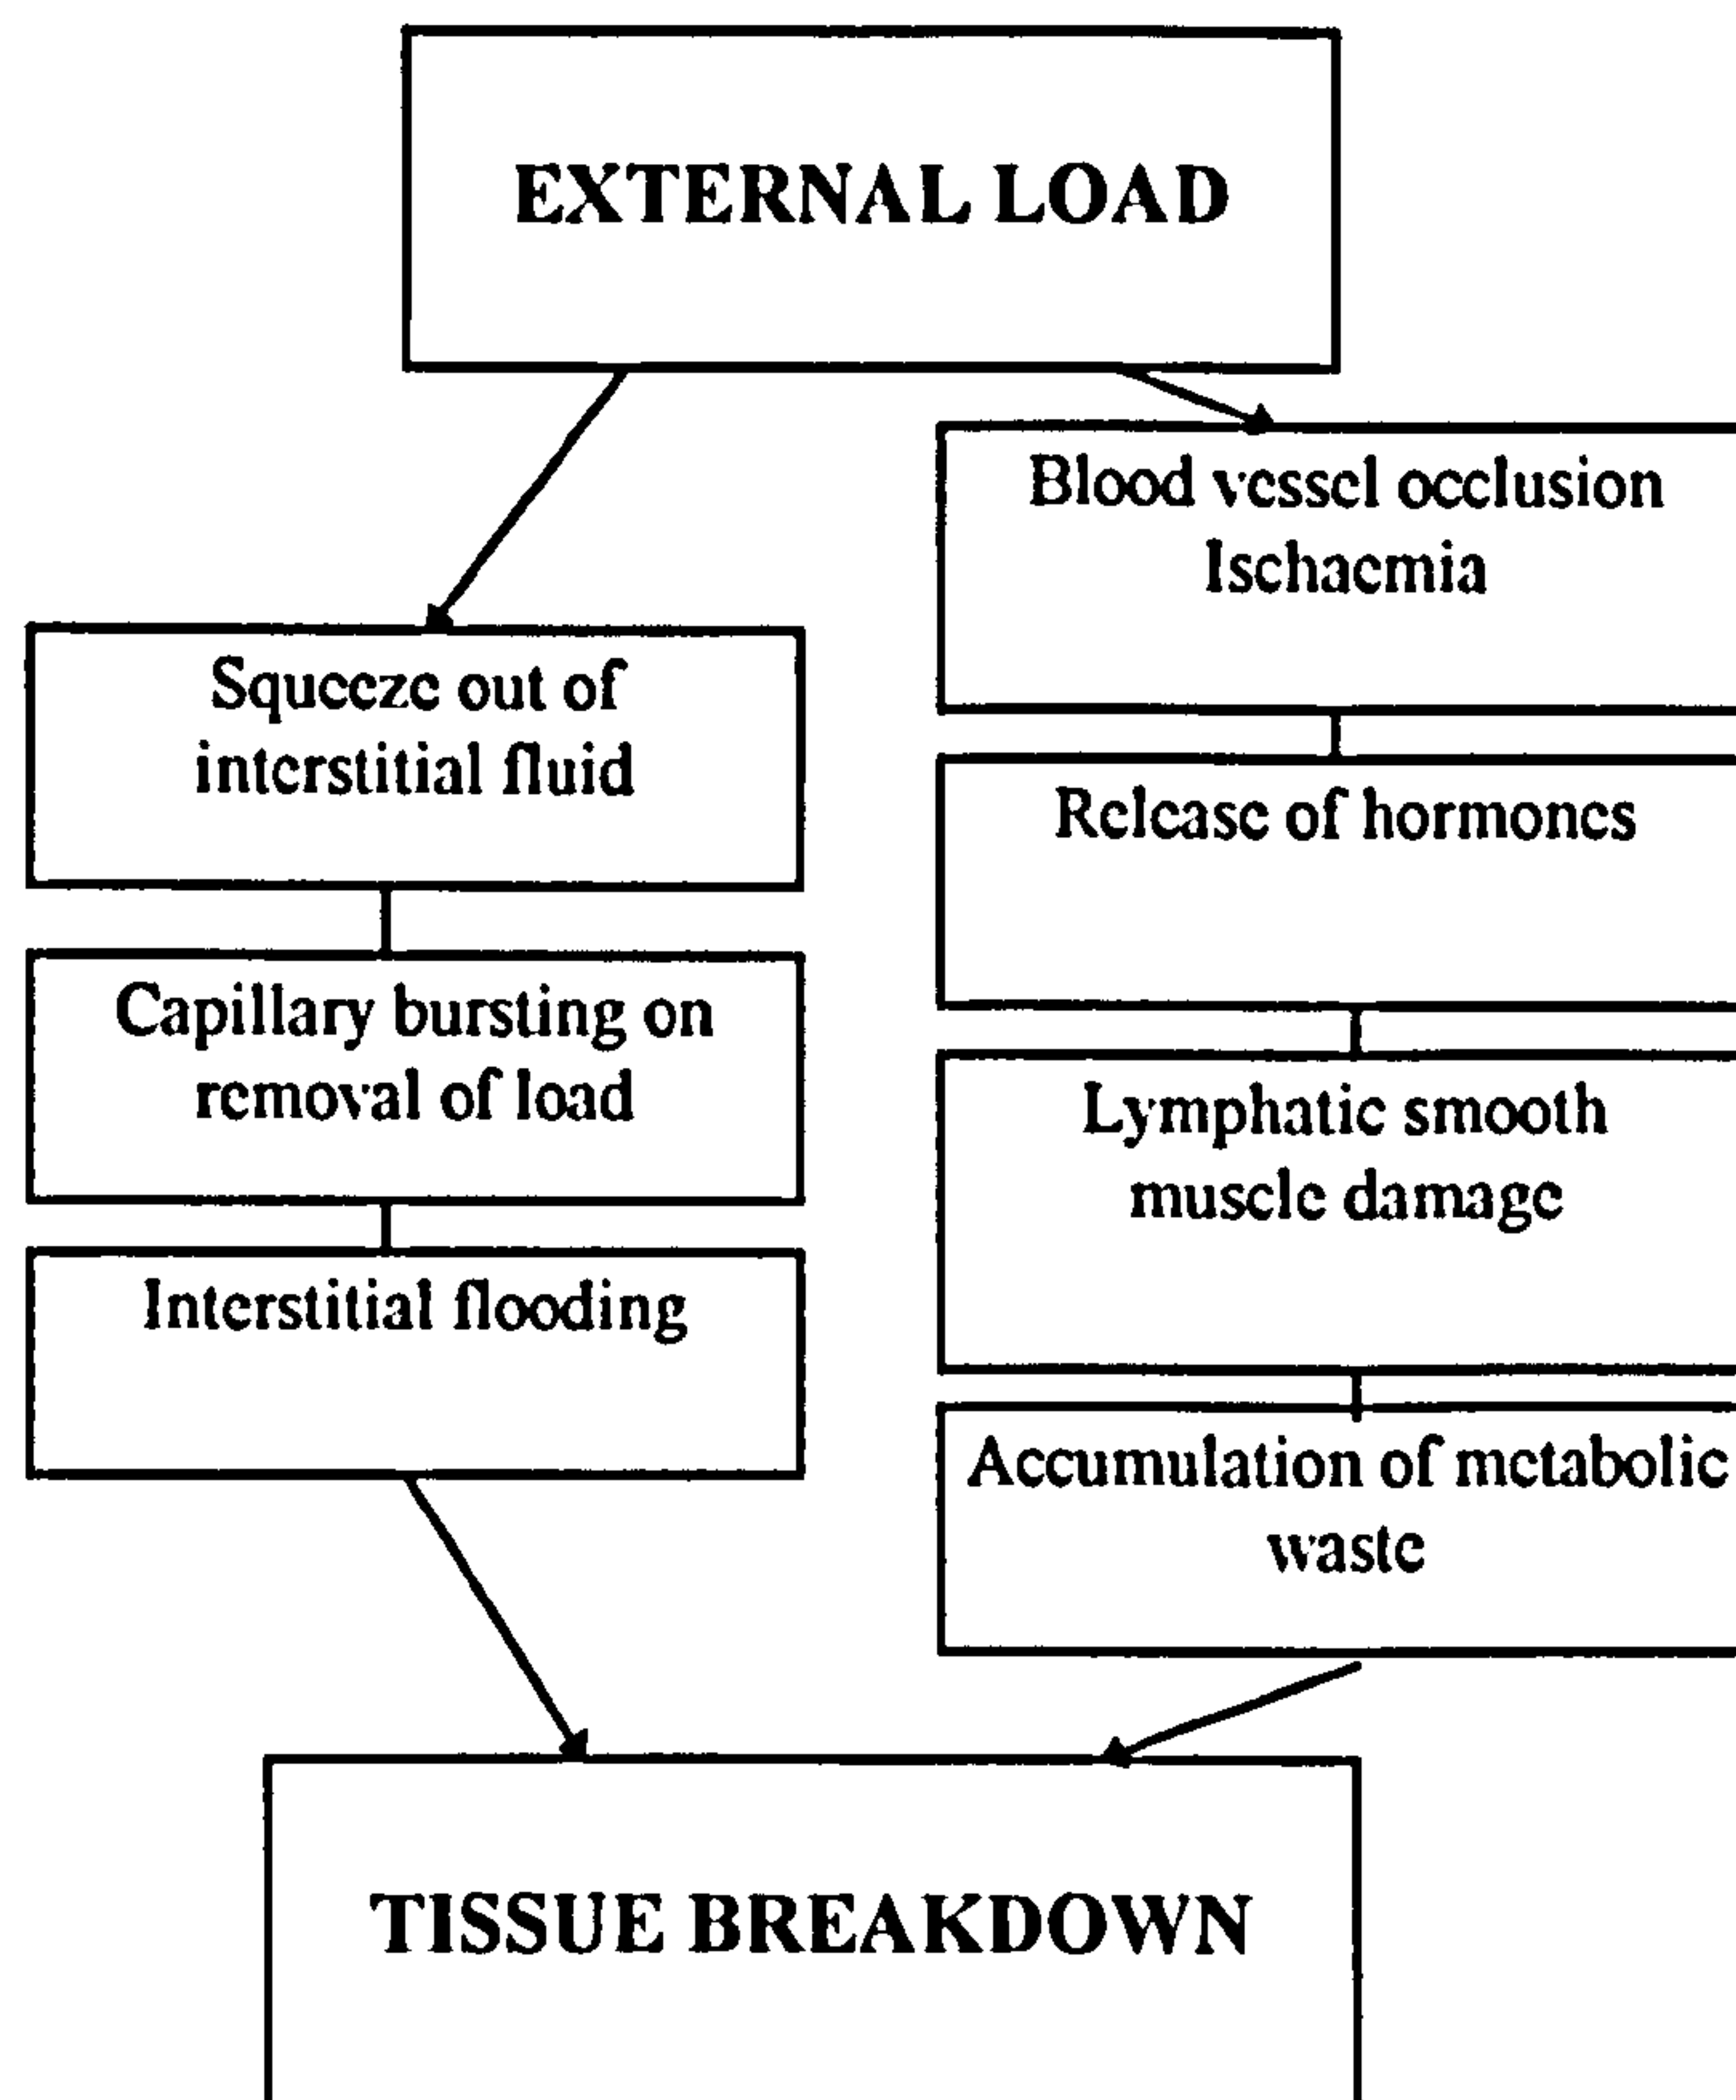 EXTERNAL LOAD
Blood vessel occlusion
Ischaemia
Squeeze out of
interstitial fluid
Release of hormones
Capillary bursting on
removal of load
Lymphatic smooth
muscle damage
Interstitial flooding
Accumulation of metabolic
waste
TISSUE BREAKDOWN